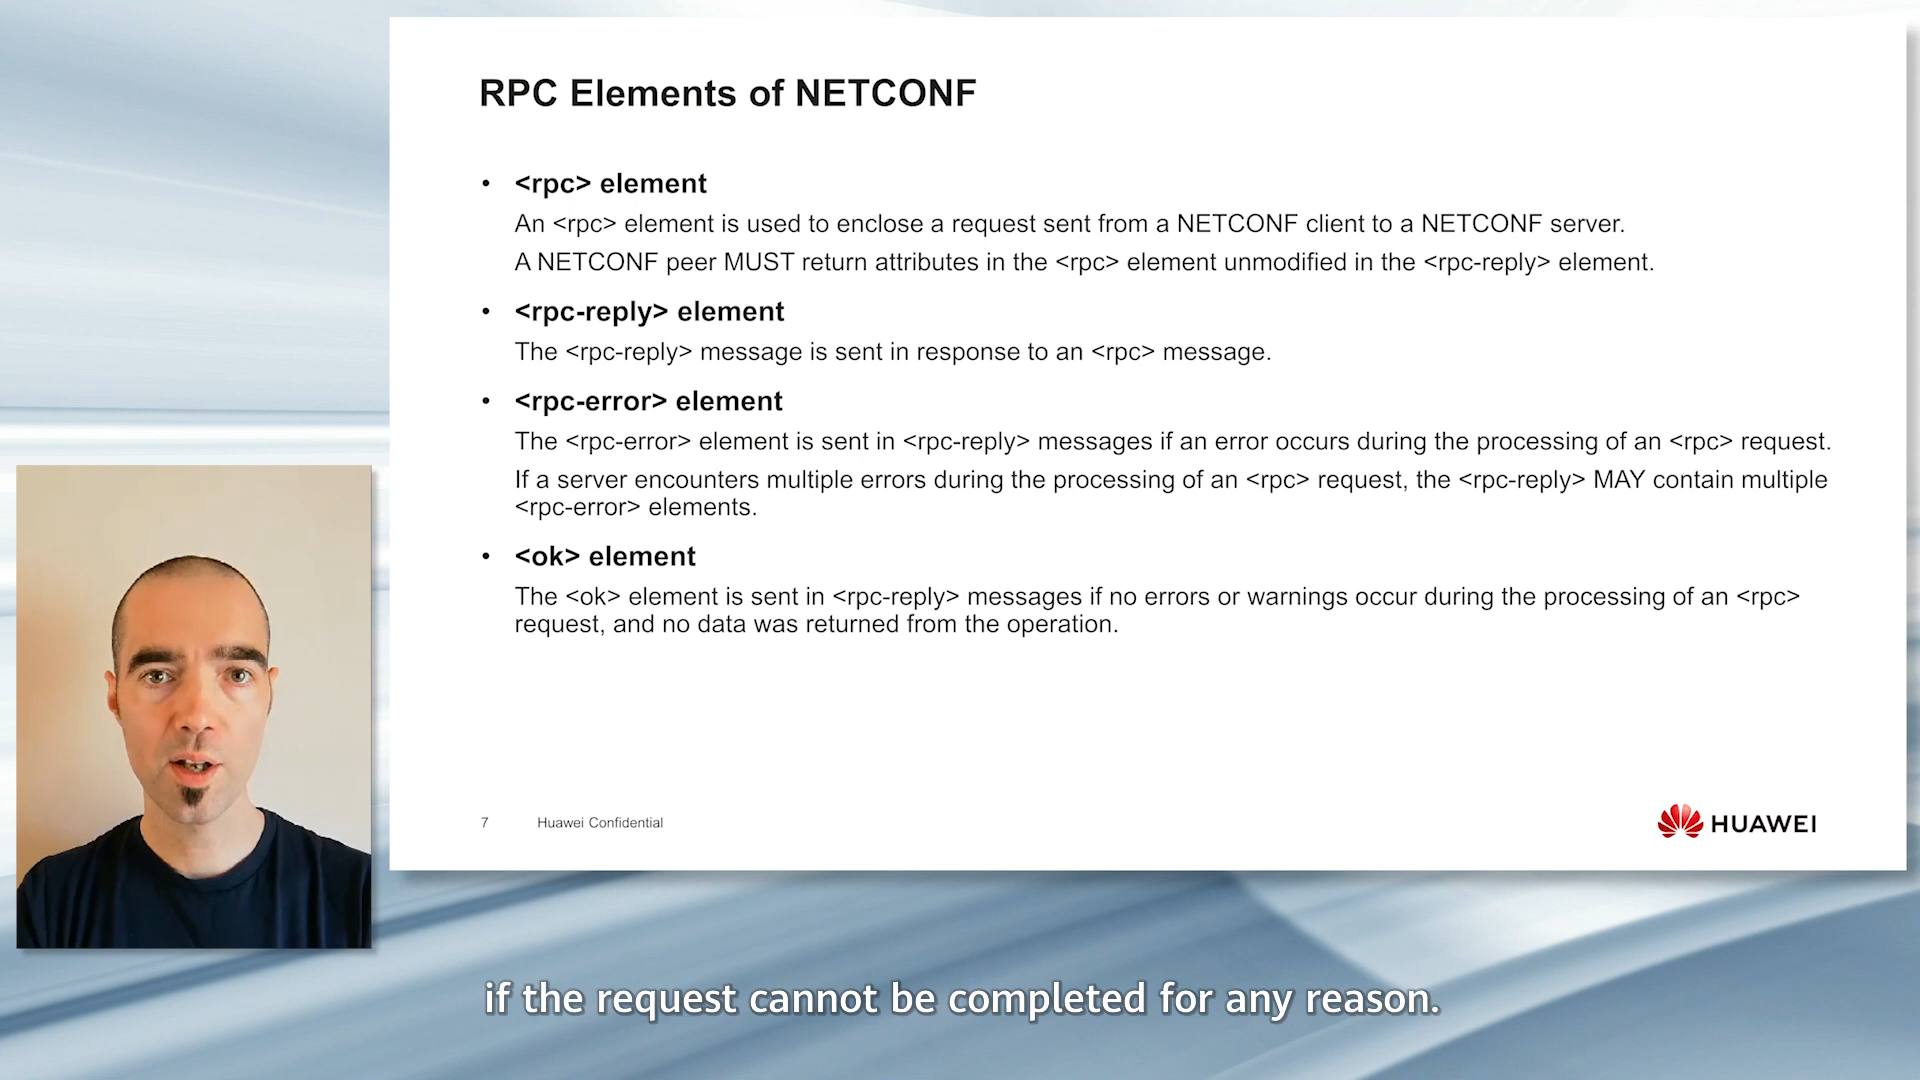 RPC Elements of NETCONF
• <rpc> element
An <rpc> element is used to enclose a request sent from a NETCONF client to a NETCONF server.
A NETCONF peer MUST return attributes in the <rpc> element unmodified in the <rpc-reply> element.
• <rpc-reply> element
The <rpc-reply> message is sent in response to an <rpc> message.
• <rpc-error> element
The <rpc-error> element is sent in <rpc-reply> messages if an error occurs during the processing of an <rpc> request.
If a server encounters multiple errors during the processing of an <rpc> request, the <rpc-reply> MAY contain multiple
<rpc-error> elements.
• <ok> element
The <ok> element is sent in <rpc-reply> messages if no errors or warnings occur during the processing of an <rpc>
request, and no data was returned from the operation.
7 Huawei Confidential
HUAWEI
if the request cannot be completed for any reason.